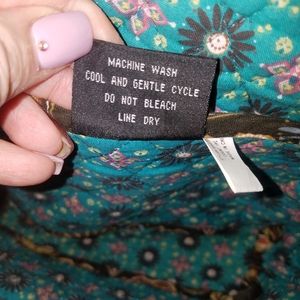 MACHINE WASH
COOL AND GENTLE CYCLE
DO NOT BLEACH
LINE DRY